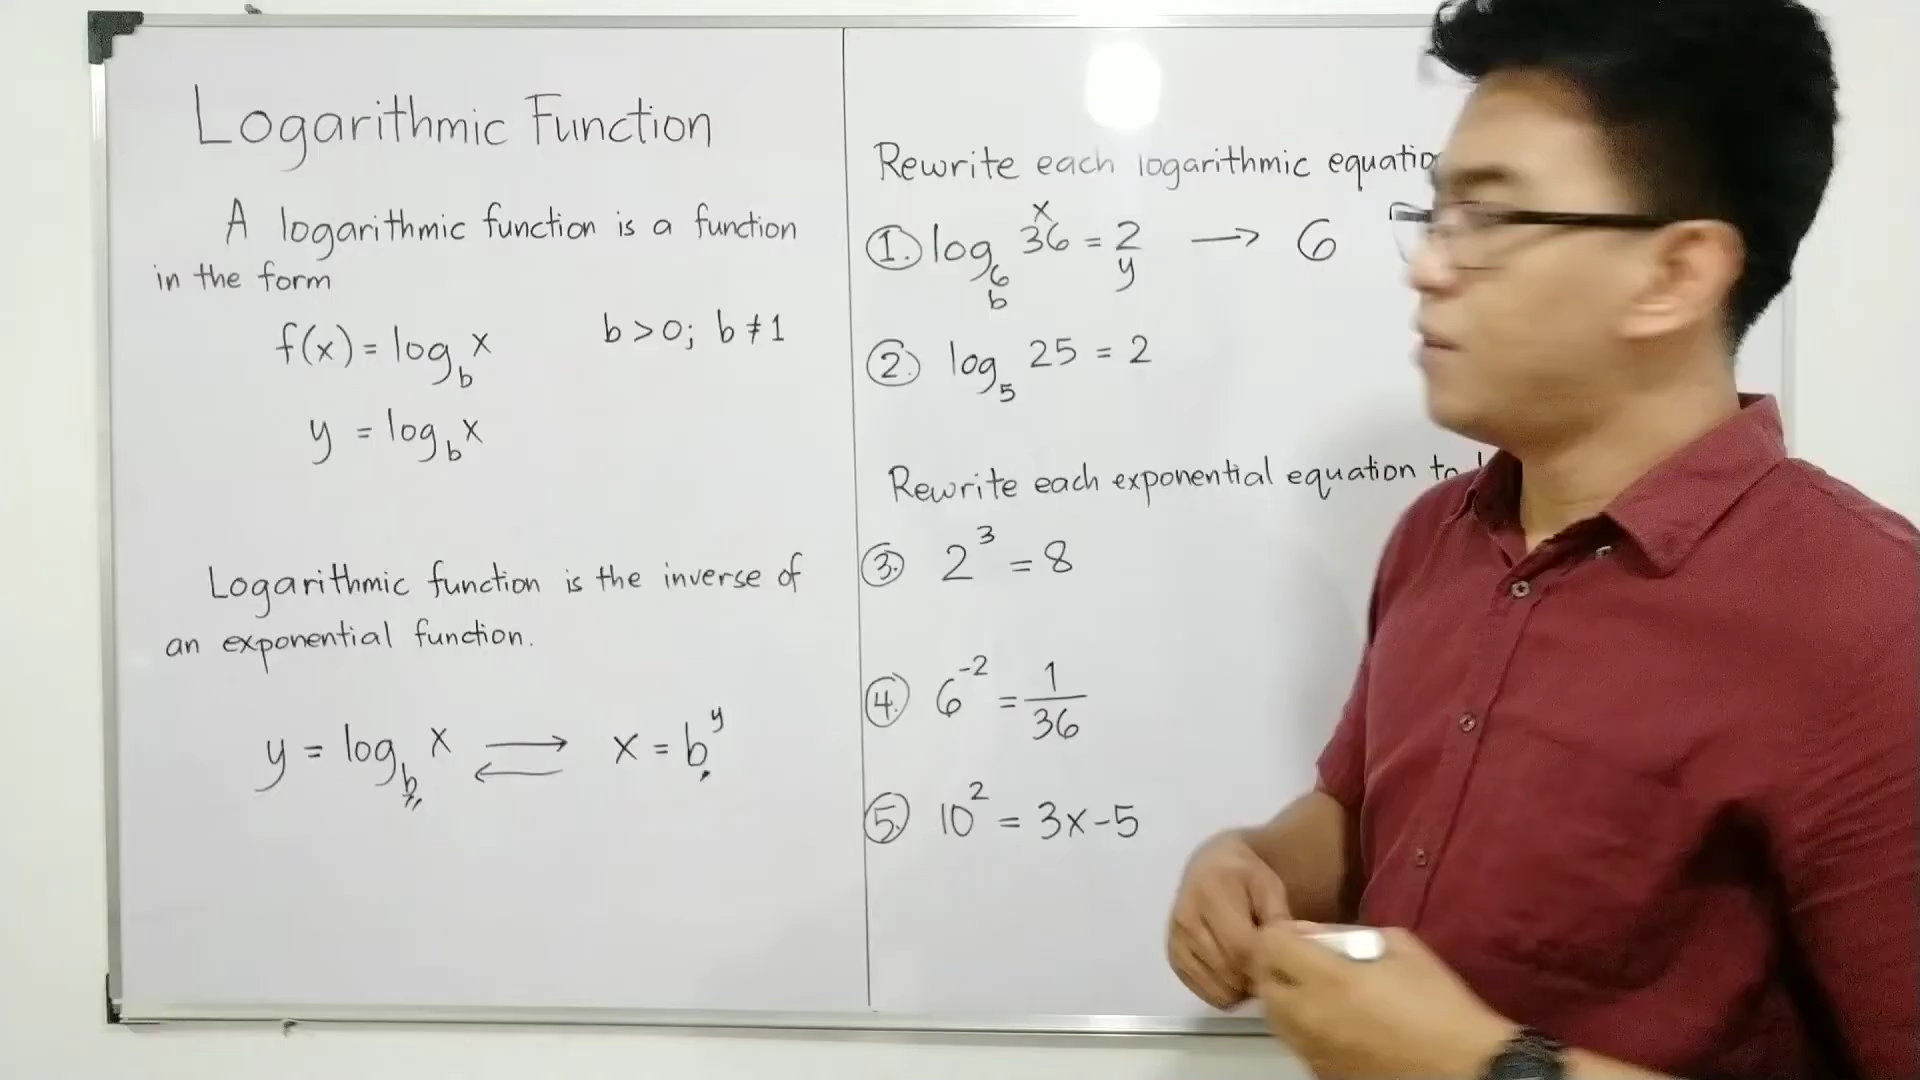 Logarithmic Function
A logarithmic function is a function
in the form
f(x) = log_b x    b > 0; b ≠ 1
y = log_b x
Logarithmic function is the inverse of
an exponential function.
y = log_b x ⇄ x = b^y
Rewrite each logarithmic equatio
x
1. log_6 36 = 2 → 6
b y
2. log_5 25 = 2
Rewrite each exponential equation to
3. 2^3 = 8
4. 6^-2 = 1/36
5. 10^2 = 3x-5